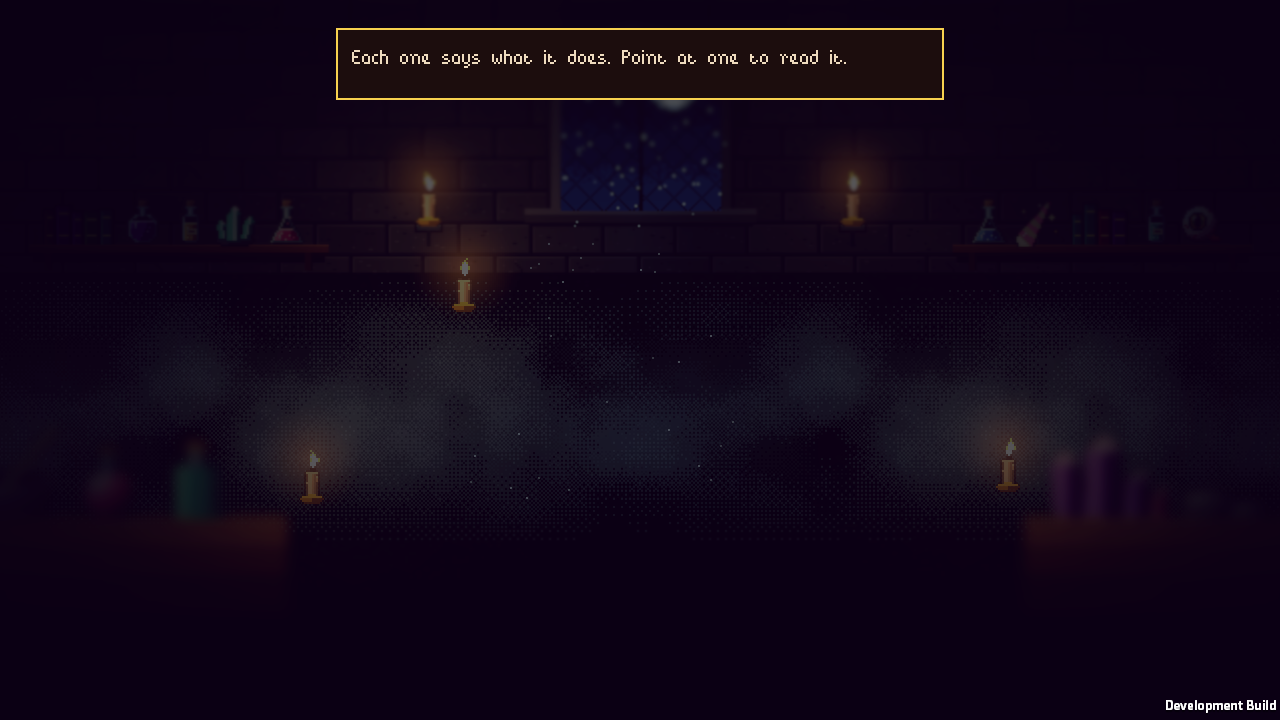 Each one says what it does. Point at one to read it.
Development Build